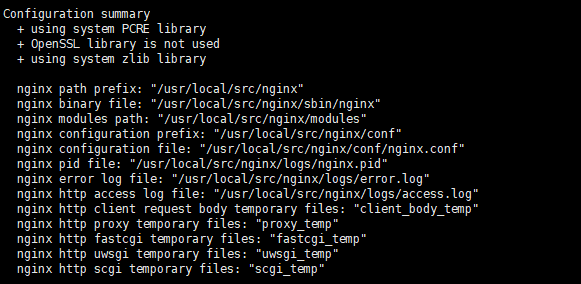 Configuration summary
+ using system PCRE library
+ OpenSSL library is not used
+ using system zlib library
nginx path prefix: "/usr/local/src/nginx"
nginx binary file: "/usr/local/src/nginx/sbin/nginx"
nginx modules path: "/usr/local/src/nginx/modules"
nginx configuration prefix: "/usr/local/src/nginx/conf"
nginx configuration file: "/usr/local/src/nginx/conf/nginx.conf"
nginx pid file: "/usr/local/src/nginx/logs/nginx.pid"
nginx error log file: "/usr/local/src/nginx/logs/error.log"
nginx http access log file: "/usr/local/src/nginx/logs/access.log"
nginx http client request body temporary files: "client_body_temp"
nginx http proxy temporary files: "proxy_temp"
nginx http fastcgi temporary files: "fastcgi_temp"
nginx http uwsgi temporary files: "uwsgi_temp"
nginx http scgi temporary files: "scgi_temp"